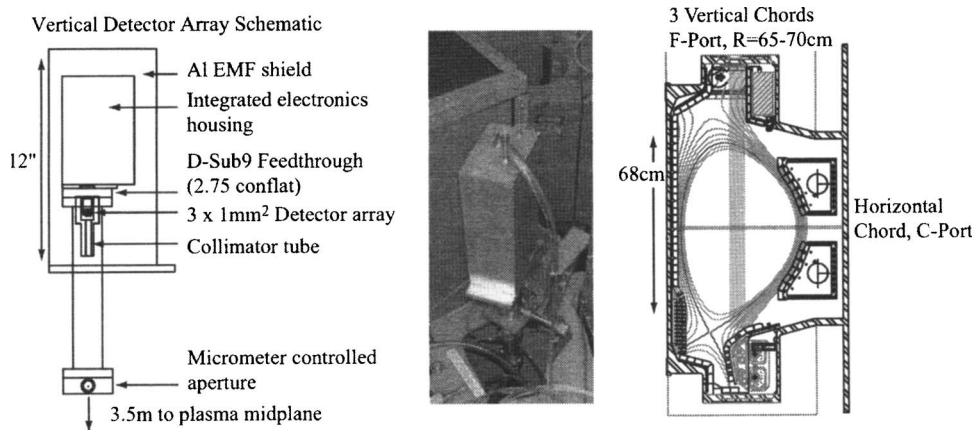 Vertical Detector Array Schematic
Al EMF shield
Integrated electronics
housing
12"
D-Sub9 Feedthrough
(2.75 conflat)
3 x 1mm² Detector array
Collimator tube
Micrometer controlled
aperture
3.5m to plasma midplane
3 Vertical Chords
F-Port, R=65-70cm
68cm
Horizontal
Chord, C-Port